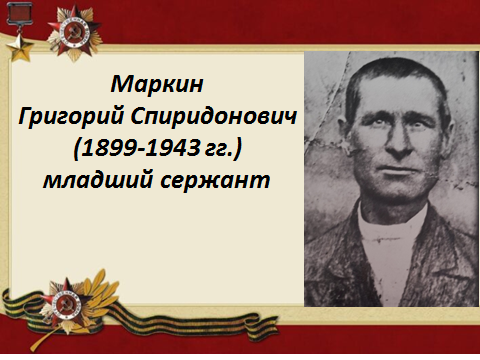 Маркин
Григорий Спиридонович
(1899-1943 гг.)
младший сержант